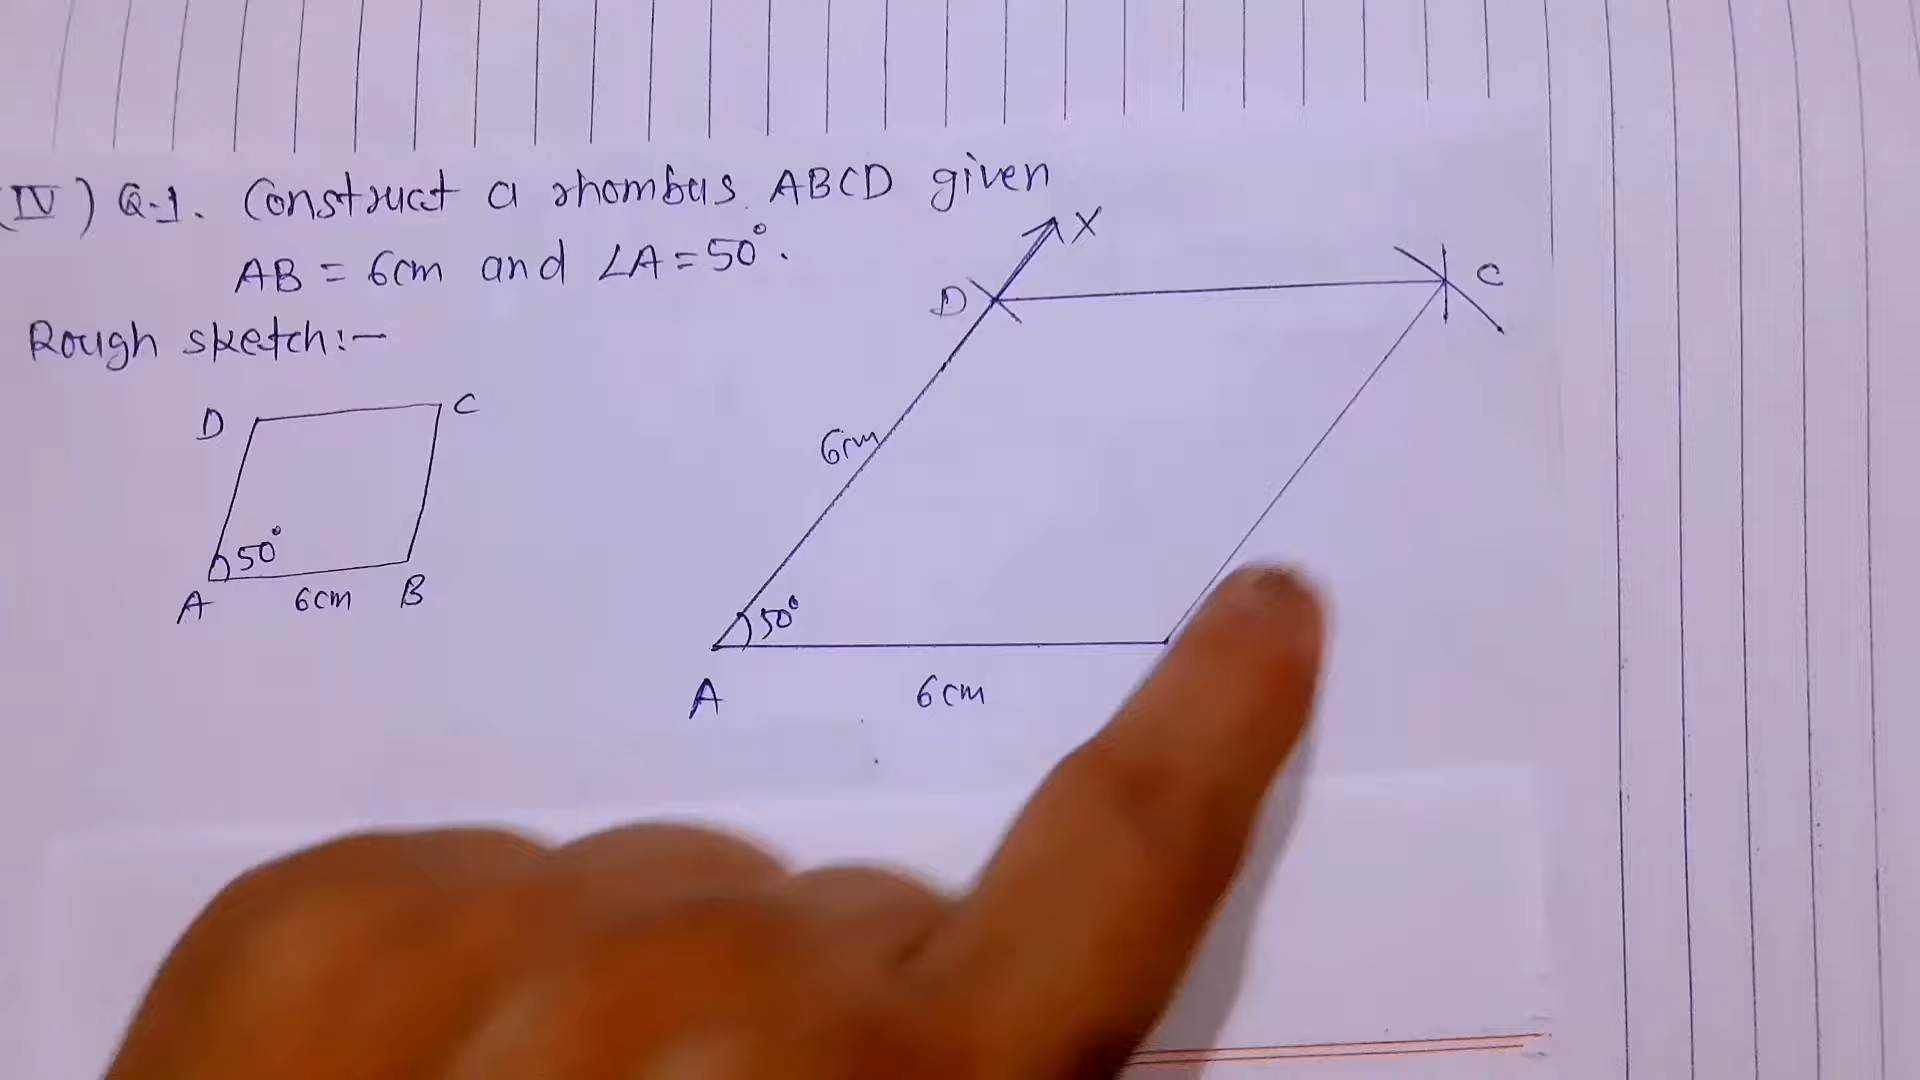 (IV) Q.1. Construct a rhombus ABCD given
AB = 6cm and ∠A = 50°.
Rough sketch:-
D
C
50°
A
6cm
B
X
D
C
6cm
50°
A
6cm